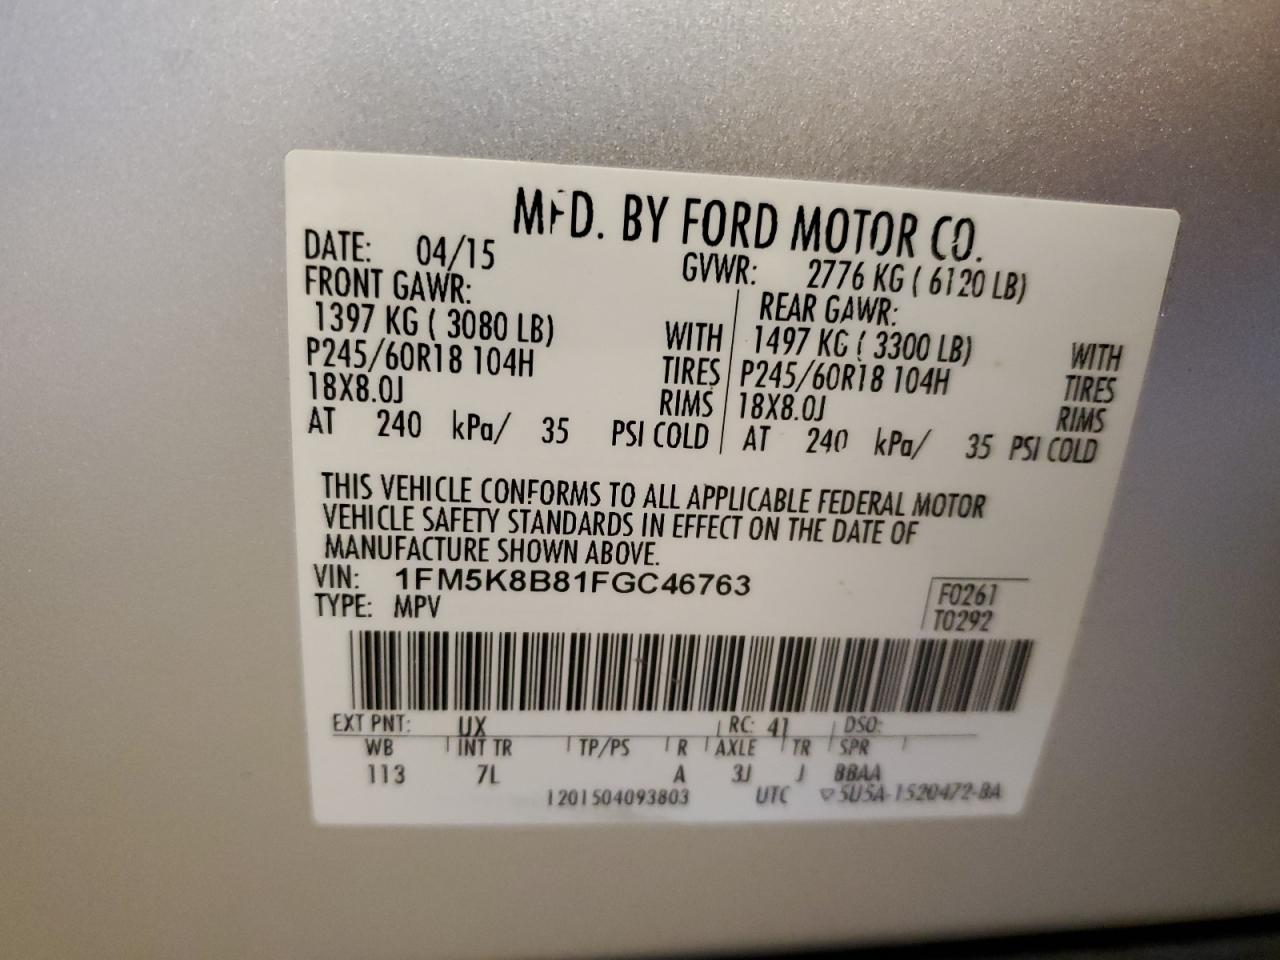 MFD. BY FORD MOTOR CO.
DATE: 04/15 GVWR: 2776 KG ( 6120 LB)
FRONT GAWR: REAR GAWR:
1397 KG ( 3080 LB) WITH 1497 KG ( 3300 LB) WITH
P245/60R18 104H TIRES P245/60R18 104H TIRES
18X8.0J RIMS 18X8.0J RIMS
AT 240 kPa/ 35 PSI COLD AT 240 kPa/ 35 PSI COLD
THIS VEHICLE CONFORMS TO ALL APPLICABLE FEDERAL MOTOR
VEHICLE SAFETY STANDARDS IN EFFECT ON THE DATE OF
MANUFACTURE SHOWN ABOVE.
VIN: 1FM5K8B81FGC46763 F0261
TYPE: MPV T0292
EXT PNT: UX RC: 41 DSO:
WB INT TR TP/PS R AXLE TR SPR
113 7L A 3J J BBAA
1201504093803 UTC ▽5U5A-1520472-BA